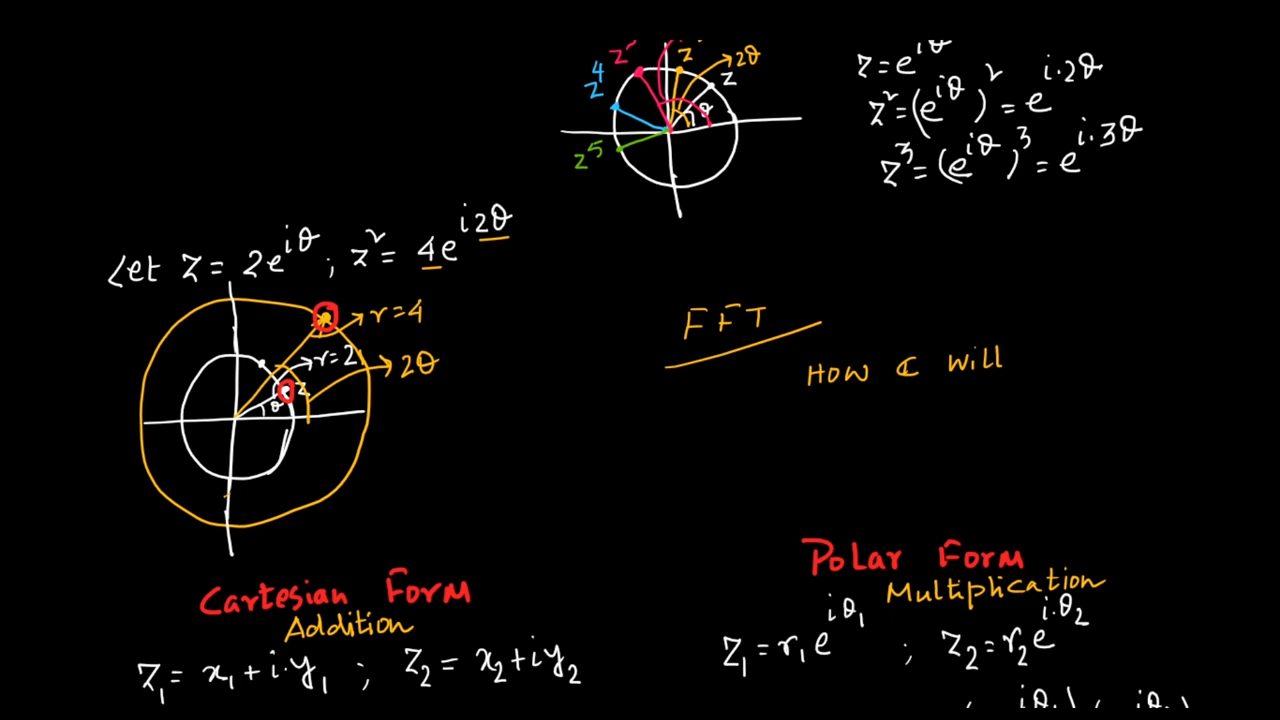 z² z 2θ
z⁴ z
θ
z⁵
z = e^{iθ}
z² = (e^{iθ})² = e^{i·2θ}
z³ = (e^{iθ})³ = e^{i·3θ}
Let z = 2e^{iθ} ; z² = 4e^{i2θ}
r=4
r=2
2θ
z
θ
FFT
How ℂ will
Cartesian Form
Addition
z₁ = x₁ + i·y₁ ; z₂ = x₂ + iy₂
Polar Form
Multiplication
z₁ = r₁e^{iθ₁} ; z₂ = r₂e^{i·θ₂}